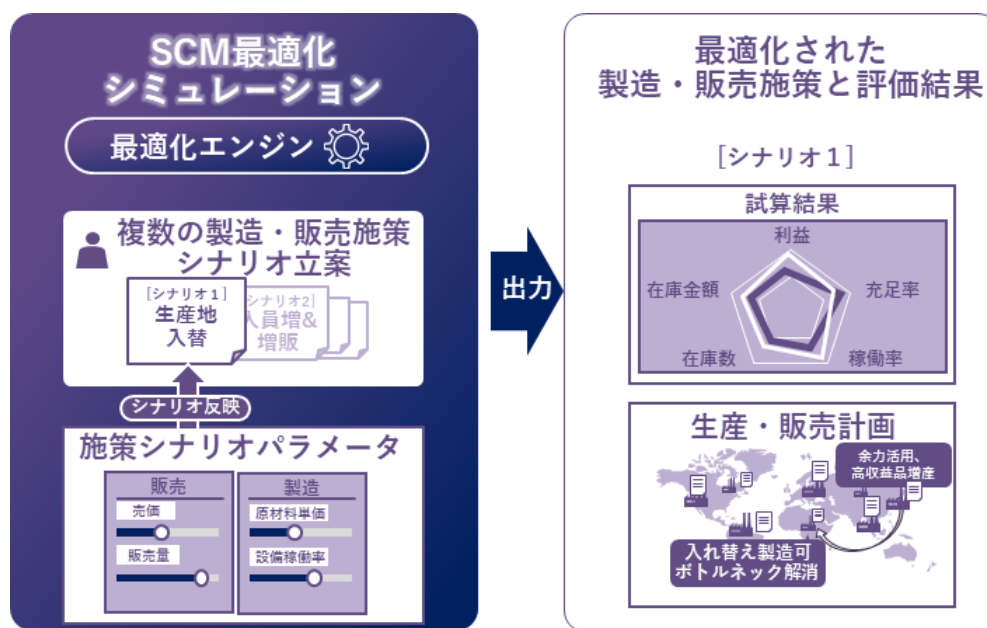 SCM最適化
シミュレーション
最適化エンジン
複数の製造・販売施策
シナリオ立案
[シナリオ１]
生産地
入替
シナリオ2]
人員増&
増販
シナリオ反映
施策シナリオパラメータ
販売
売価
販売量
製造
原材料単価
設備稼働率
出力
最適化された
製造・販売施策と評価結果
[シナリオ１]
試算結果
利益
在庫金額
充足率
在庫数
稼働率
生産・販売計画
余力活用、
高収益品増産
入れ替え製造可
ボトルネック解消